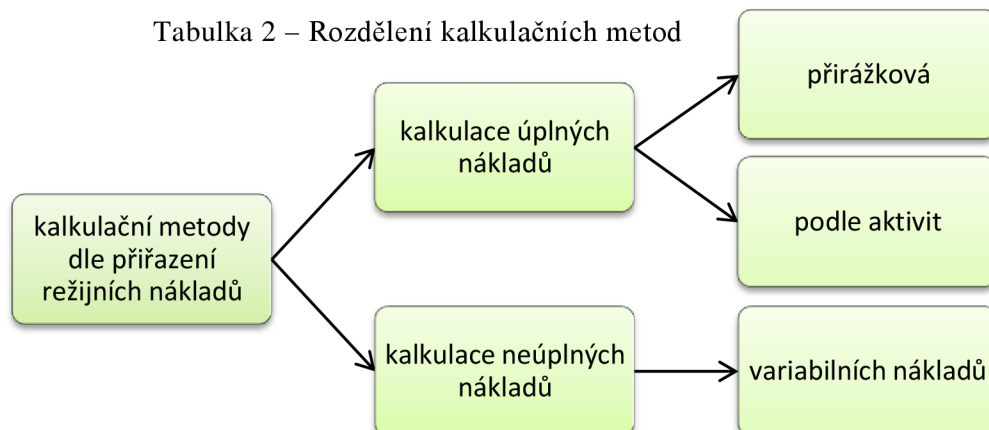 Tabulka 2 – Rozdělení kalkulačních metod
přirážková
kalkulace úplných
nákladů
podle aktivit
kalkulační metody
dle přiřazení
režijních nákladů
kalkulace neúplných
nákladů
variabilních nákladů